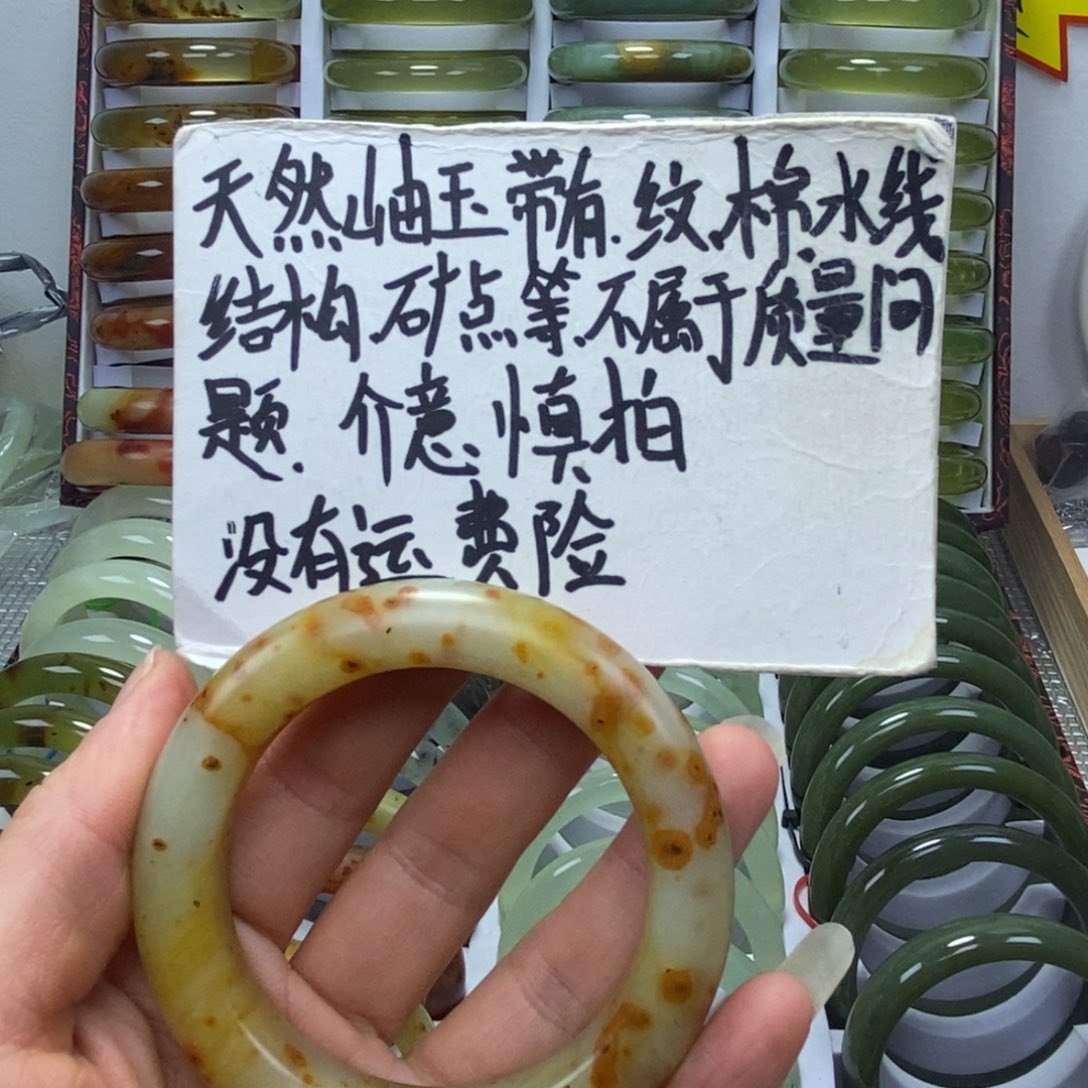 天然岫玉带有.纹.棉.水线
结构.矿点等.不属于质量问
题.介意.慎拍
没有运费险